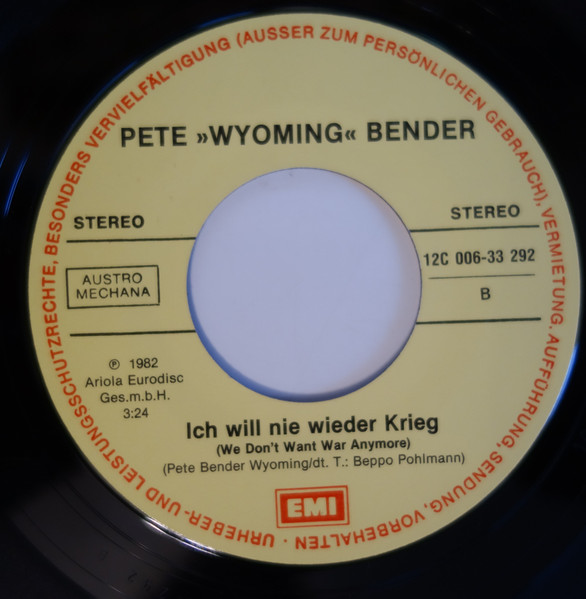 URHEBER- UND LEISTUNGSSCHUTZRECHTE, BESONDERS VERVIELFÄLTIGUNG (AUSSER ZUM PERSÖNLICHEN GEBRAUCH), VERMIETUNG. AUFFÜHRUNG, SENDUNG, VORBEHALTEN ·
PETE »WYOMING« BENDER
STEREO
STEREO
AUSTRO
MECHANA
12C 006-33 292
B
℗ 1982
Ariola Eurodisc
Ges.m.b.H.
3:24
Ich will nie wieder Krieg
(We Don't Want War Anymore)
(Pete Bender Wyoming/dt. T.: Beppo Pohlmann)
EMI